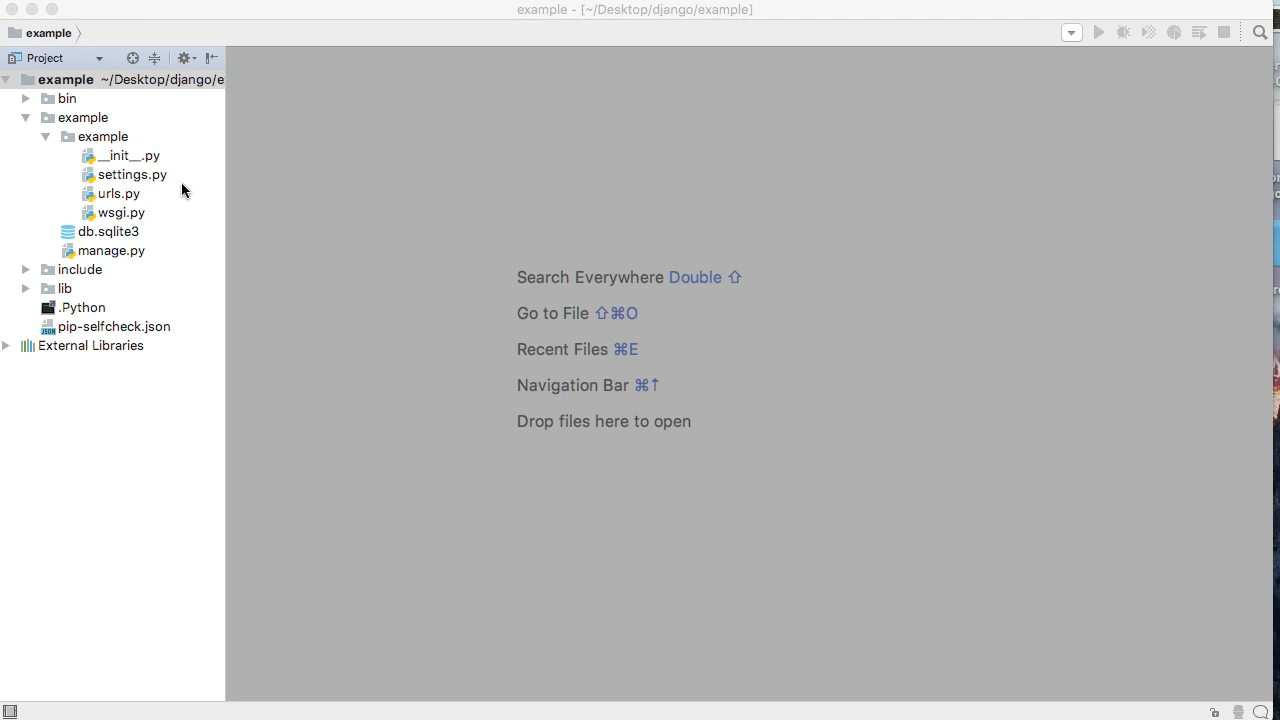 example - [~/Desktop/django/example]
example
Project
example ~/Desktop/django/e
bin
example
example
__init__.py
settings.py
urls.py
wsgi.py
db.sqlite3
manage.py
include
lib
.Python
pip-selfcheck.json
External Libraries
Search Everywhere Double ⇧
Go to File ⇧⌘O
Recent Files ⌘E
Navigation Bar ⌘↑
Drop files here to open